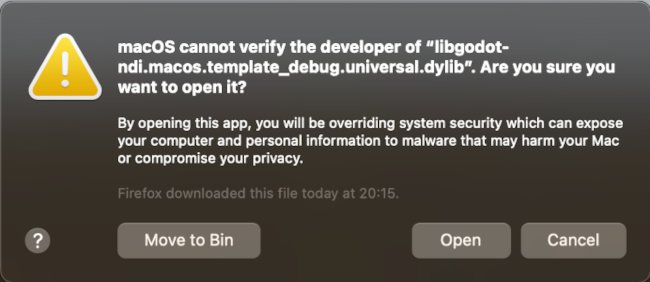 macOS cannot verify the developer of “libgodot-
ndi.macos.template_debug.universal.dylib”. Are you sure you
want to open it?
By opening this app, you will be overriding system security which can expose
your computer and personal information to malware that may harm your Mac
or compromise your privacy.
Firefox downloaded this file today at 20:15.
?
Move to Bin
Open
Cancel